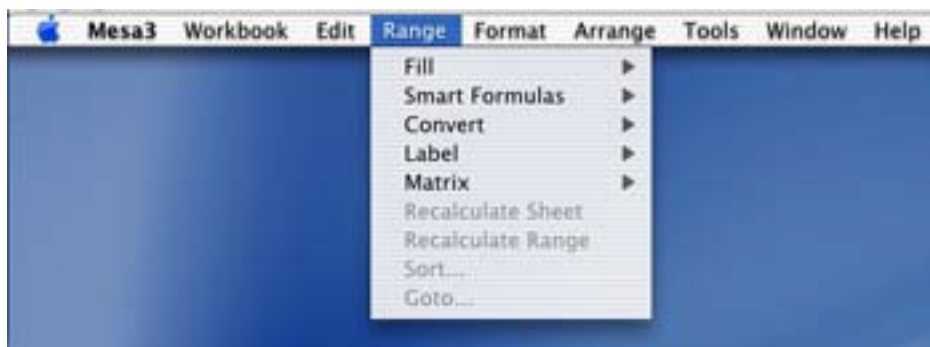 Mesa3 Workbook Edit Range Format Arrange Tools Window Help
Fill
Smart Formulas
Convert
Label
Matrix
Recalculate Sheet
Recalculate Range
Sort...
Goto...